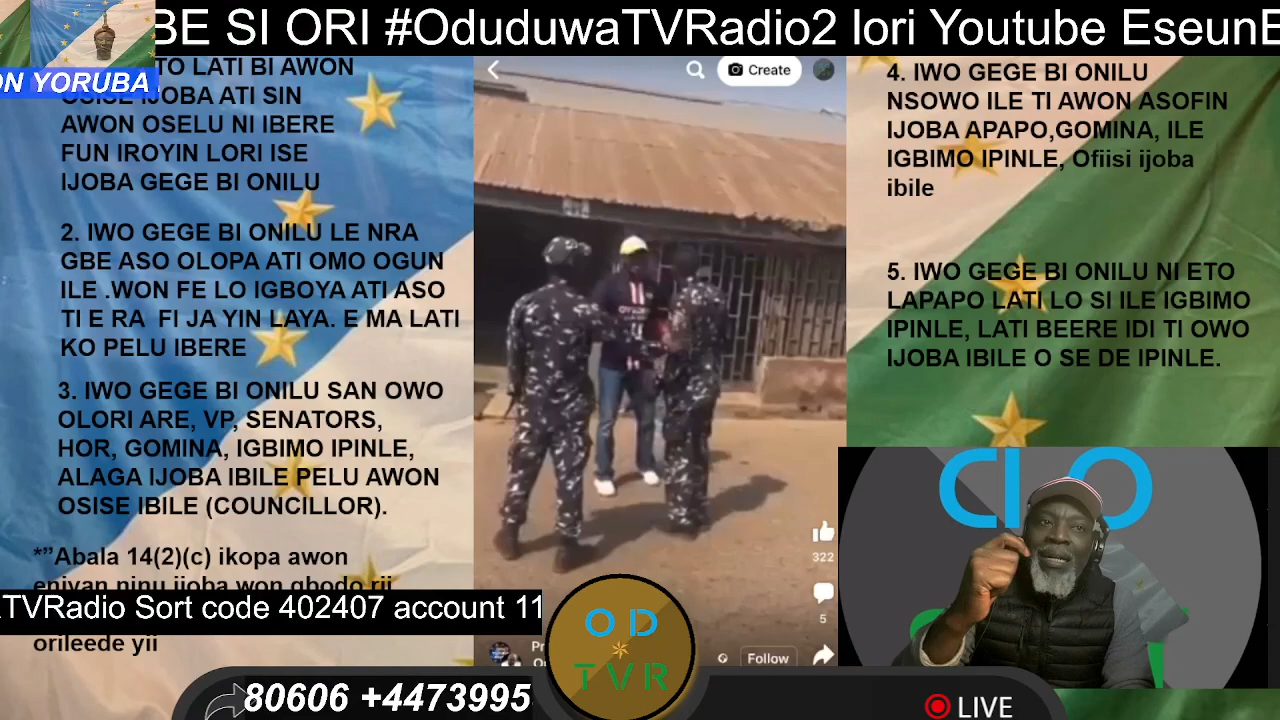 BE SI ORI #OduduwaTVRadio2 lori Youtube EseunE
ON YORUBA
TO LATI BI AWON
OSISE IJOBA ATI SIN
AWON OSELU NI IBERE
FUN IROYIN LORI ISE
IJOBA GEGE BI ONILU
2. IWO GEGE BI ONILU LE NRA
GBE ASO OLOPA ATI OMO OGUN
ILE .WON FE LO IGBOYA ATI ASO
TI E RA FI JA YIN LAYA. E MA LATI
KO PELU IBERE
3. IWO GEGE BI ONILU SAN OWO
OLORI ARE, VP, SENATORS,
HOR, GOMINA, IGBIMO IPINLE,
ALAGA IJOBA IBILE PELU AWON
OSISE IBILE (COUNCILLOR).
*”Abala 14(2)(c) ikopa awon
eniyan ninu ijoba won gbodo rii
orileede yii
TVRadio Sort code 402407 account 11
80606 +4473995
Create
322
5
Follow
4. IWO GEGE BI ONILU
NSOWO ILE TI AWON ASOFIN
IJOBA APAPO,GOMINA, ILE
IGBIMO IPINLE, Ofiisi ijoba
ibile
5. IWO GEGE BI ONILU NI ETO
LAPAPO LATI LO SI ILE IGBIMO
IPINLE, LATI BEERE IDI TI OWO
IJOBA IBILE O SE DE IPINLE.
OD
TVR
LIVE